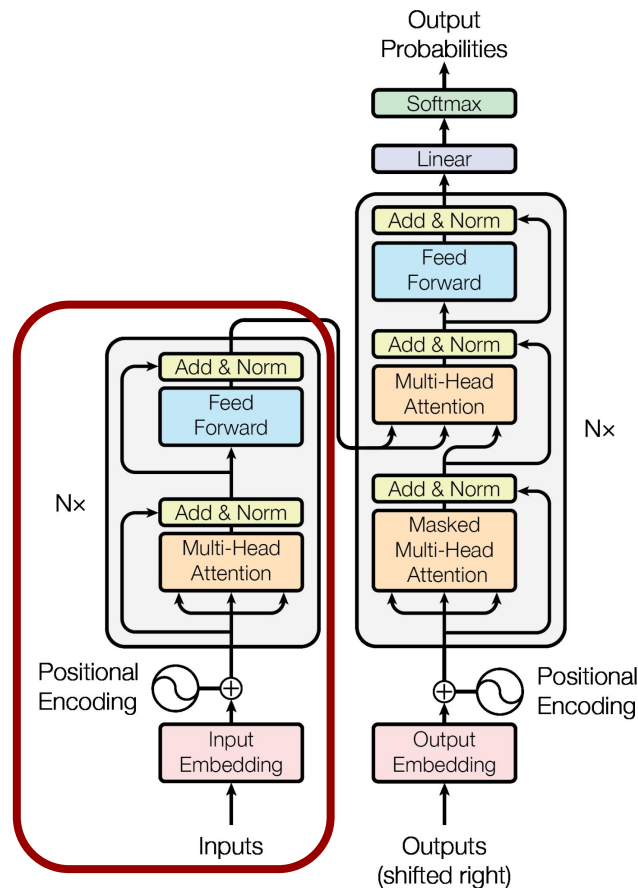 Output
Probabilities
Softmax
Linear
Add & Norm
Feed
Forward
Add & Norm
Multi-Head
Attention
Add & Norm
Feed
Forward
N×
N×
Add & Norm
Masked
Multi-Head
Attention
Add & Norm
Multi-Head
Attention
Positional
Encoding
Positional
Encoding
Input
Embedding
Output
Embedding
Inputs
Outputs
(shifted right)